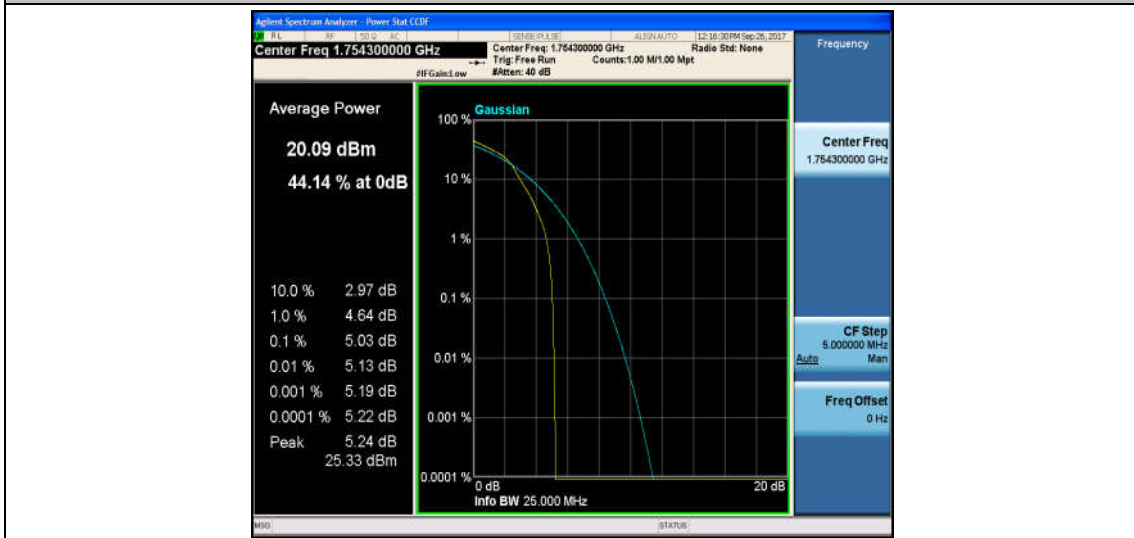 Agilent Spectrum Analyzer - Power Stat CCDF
RL RF 50 Ω AC SENSE:PULSE ALIGN AUTO 12:16:30 PM Sep 26, 2017
Center Freq 1.754300000 GHz
Center Freq: 1.754300000 GHz
Radio Std: None
Trig: Free Run
Counts:1.00 M/1.00 Mpt
#IFGain:Low
#Atten: 40 dB
Frequency
Average Power
20.09 dBm
44.14 % at 0dB
10.0 % 2.97 dB
1.0 % 4.64 dB
0.1 % 5.03 dB
0.01 % 5.13 dB
0.001 % 5.19 dB
0.0001 % 5.22 dB
Peak 5.24 dB
25.33 dBm
Gaussian
100 %
10 %
1 %
0.1 %
0.01 %
0.001 %
0.0001 %
0 dB
20 dB
Info BW 25.000 MHz
Center Freq
1.754300000 GHz
CF Step
5.000000 MHz
Auto Man
Freq Offset
0 Hz
MSG
STATUS